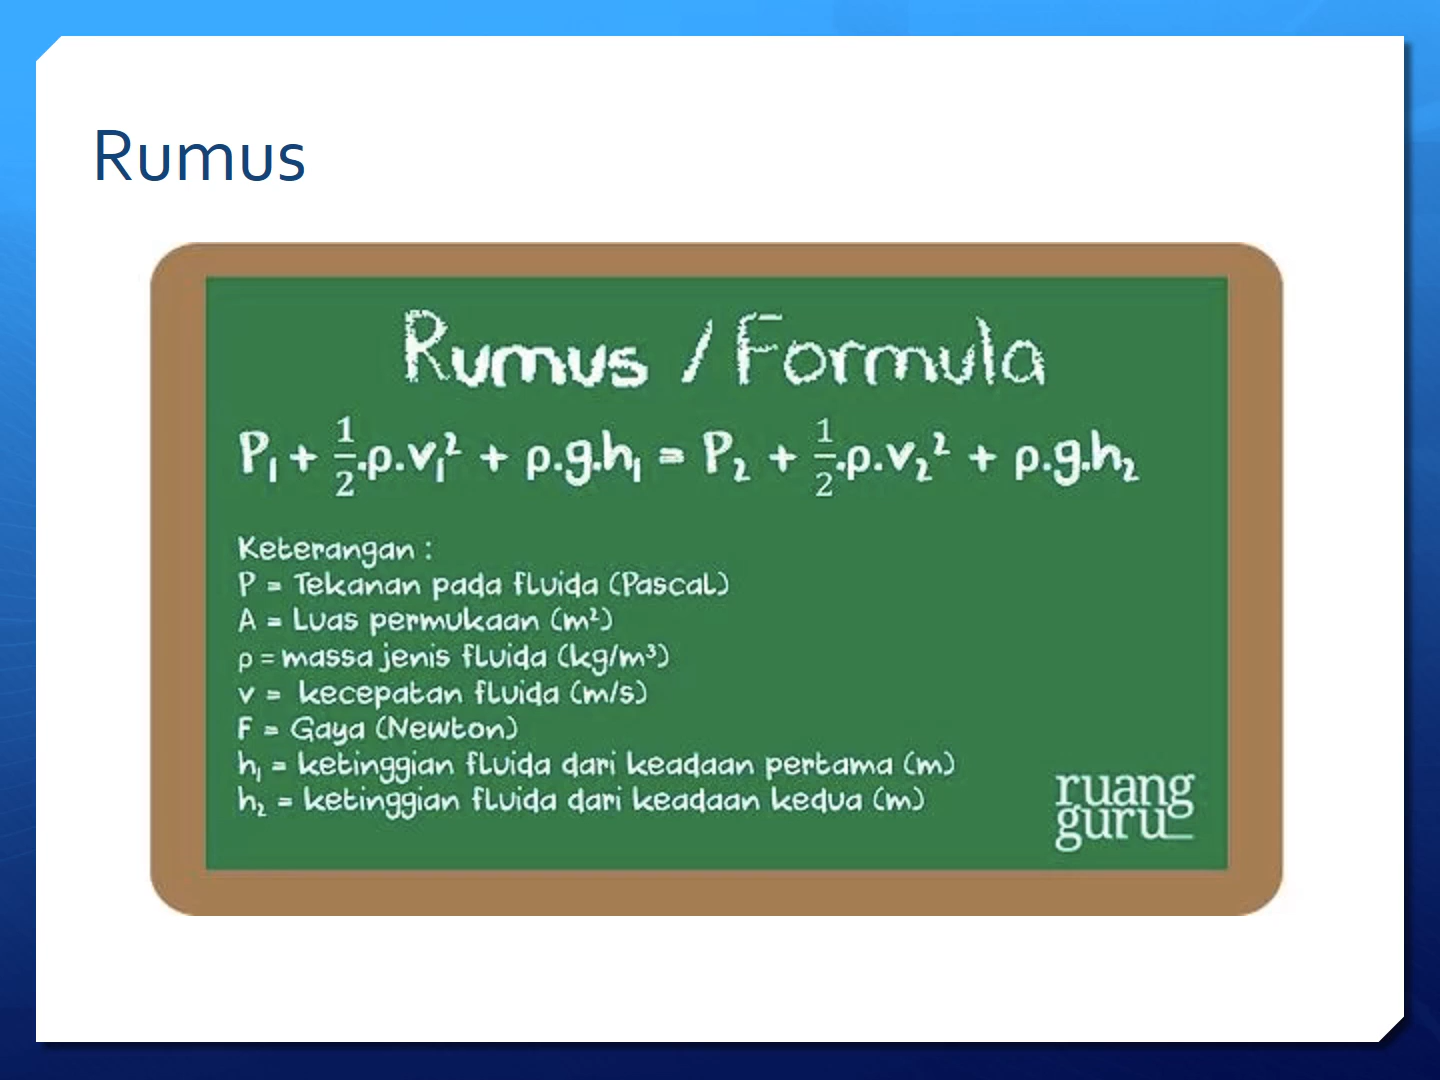 Rumus
Rumus / Formula
P₁ + ½.ρ.v₁² + ρ.g.h₁ = P₂ + ½.ρ.v₂² + ρ.g.h₂
Keterangan :
P = Tekanan pada fluida (Pascal)
A = Luas permukaan (m²)
ρ = massa jenis fluida (kg/m³)
v = kecepatan fluida (m/s)
F = Gaya (Newton)
h₁ = ketinggian fluida dari keadaan pertama (m)
h₂ = ketinggian fluida dari keadaan kedua (m)
ruang
guru